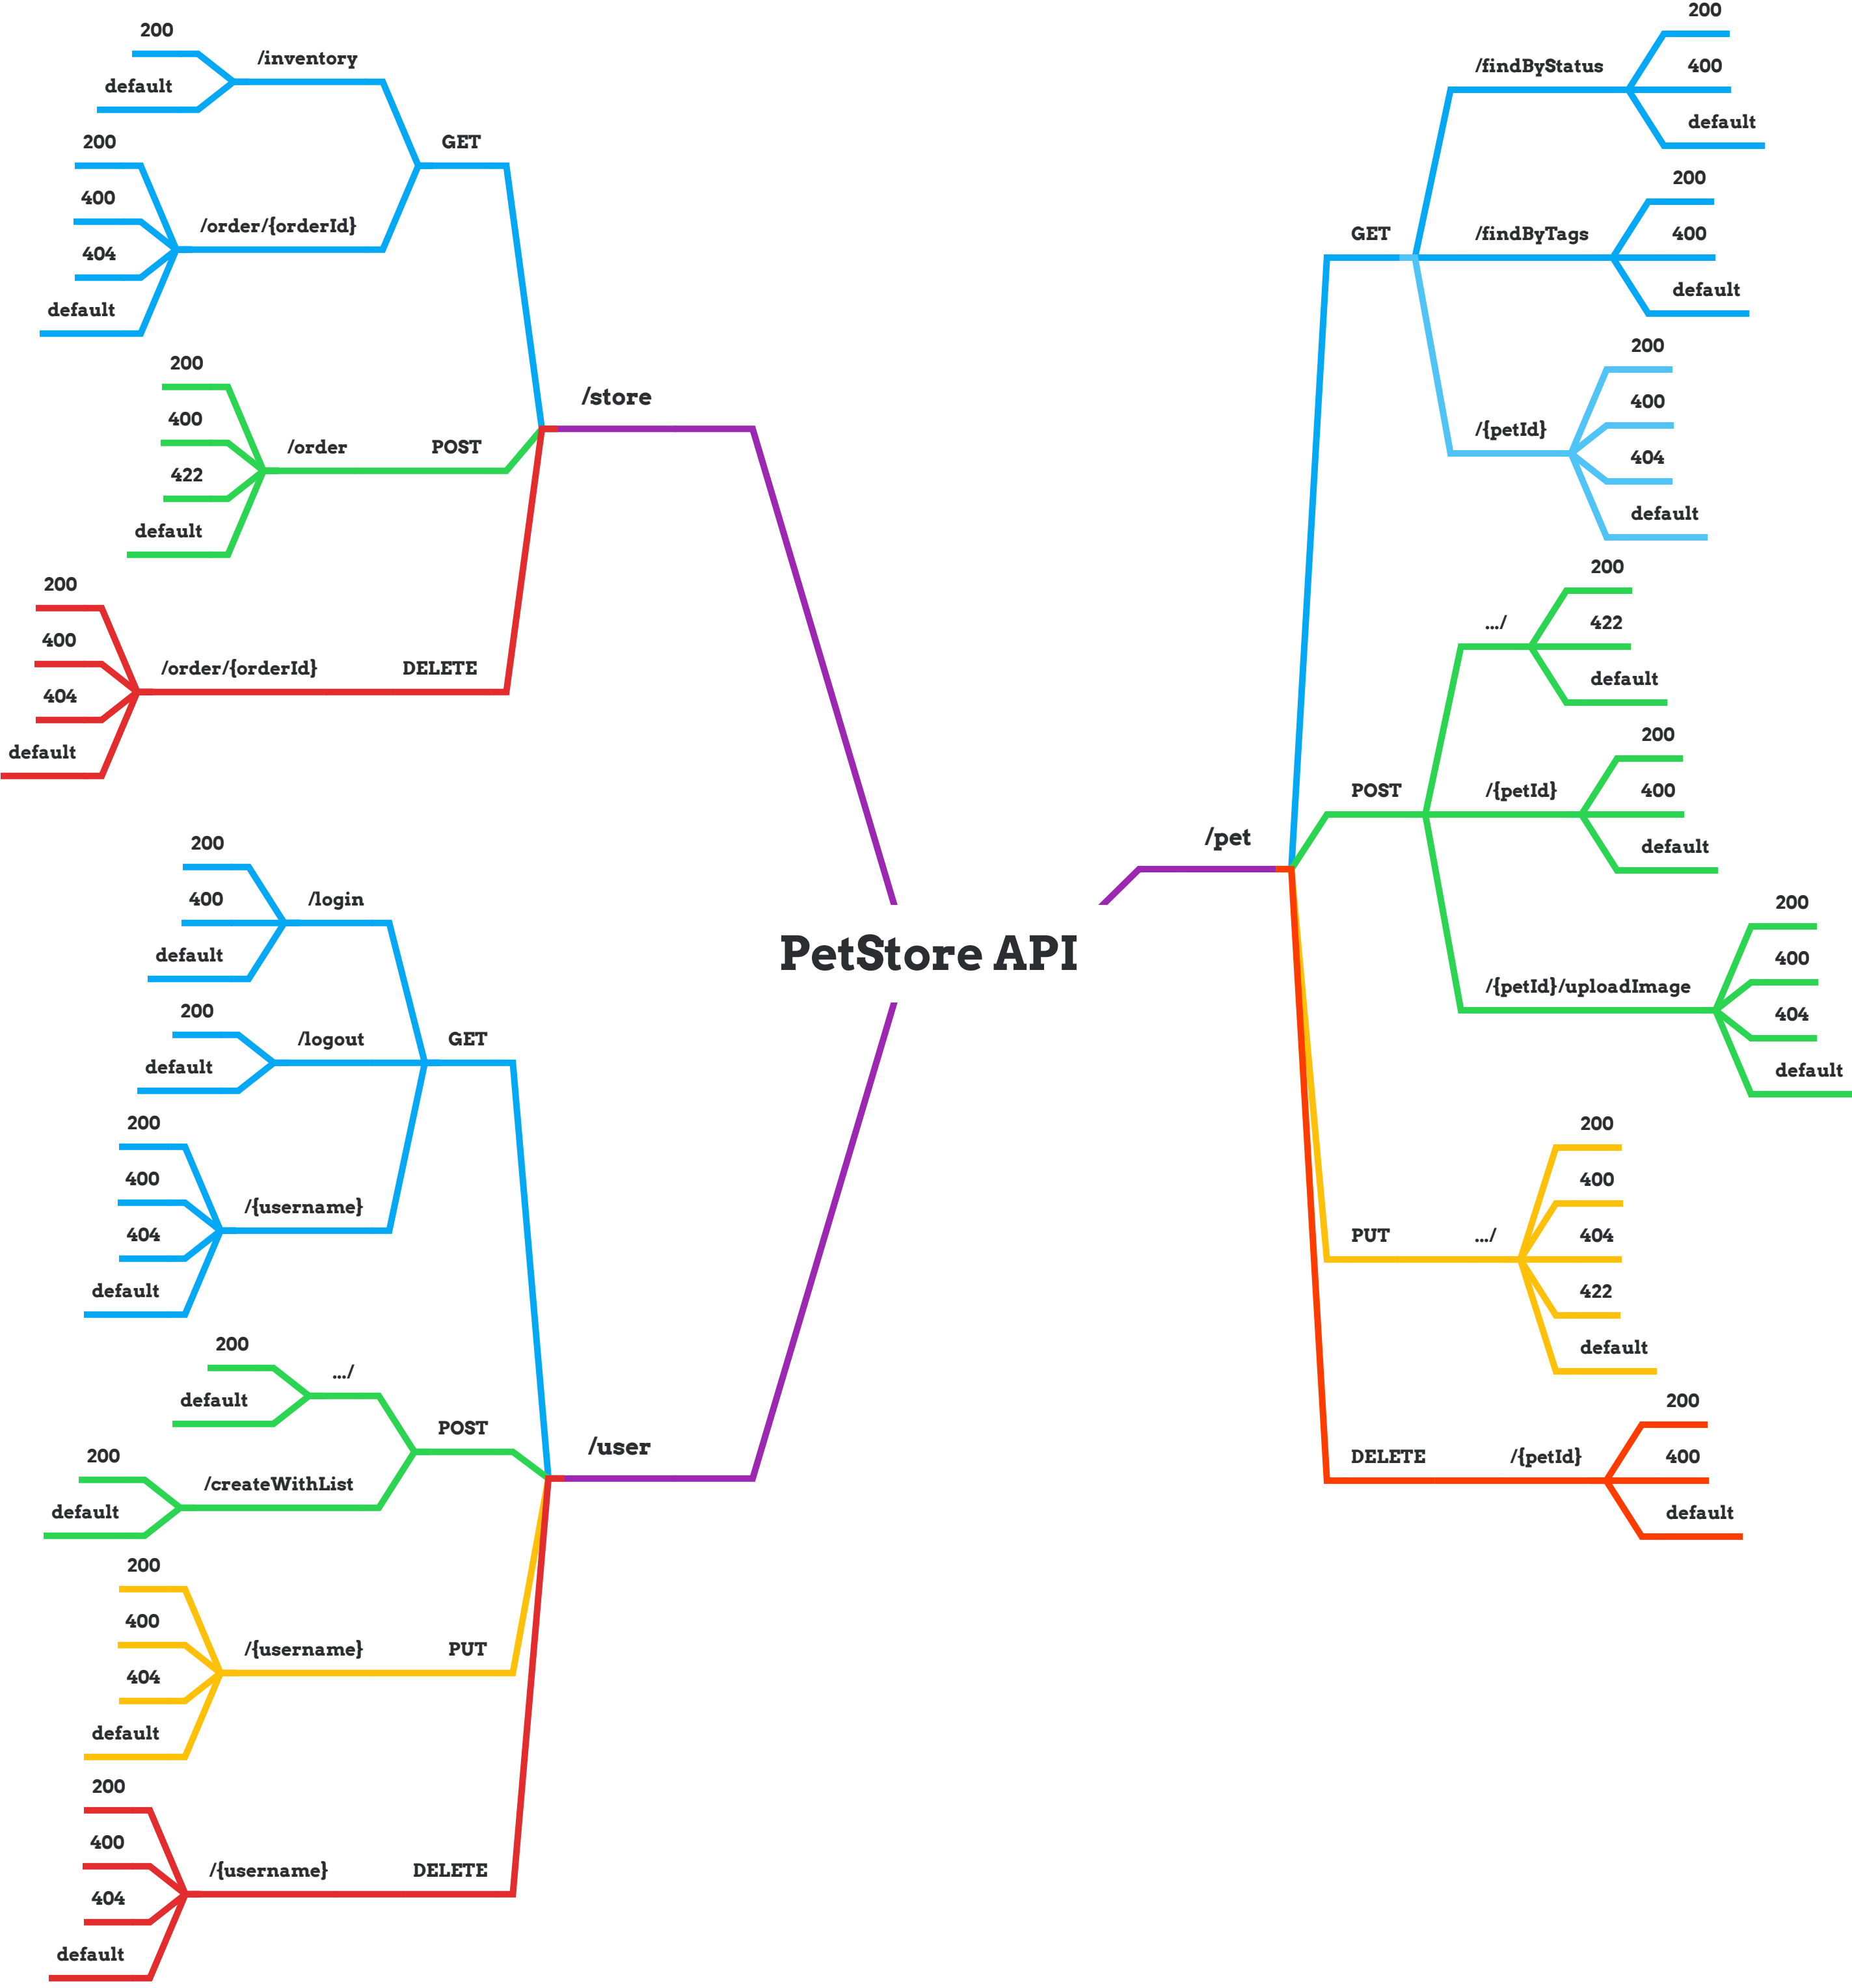 PetStore API
/store
GET
/inventory
200
default
/order/{orderId}
200
400
404
default
POST
/order
200
400
422
default
DELETE
/order/{orderId}
200
400
404
default
/user
GET
/login
200
400
default
/logout
200
default
/{username}
200
400
404
default
POST
.../
200
default
/createWithList
200
default
PUT
/{username}
200
400
404
default
DELETE
/{username}
200
400
404
default
/pet
GET
/findByStatus
200
400
default
/findByTags
200
400
default
/{petId}
200
400
404
default
POST
.../
200
422
default
/{petId}
200
400
default
/{petId}/uploadImage
200
400
404
default
PUT
.../
200
400
404
422
default
DELETE
/{petId}
200
400
default